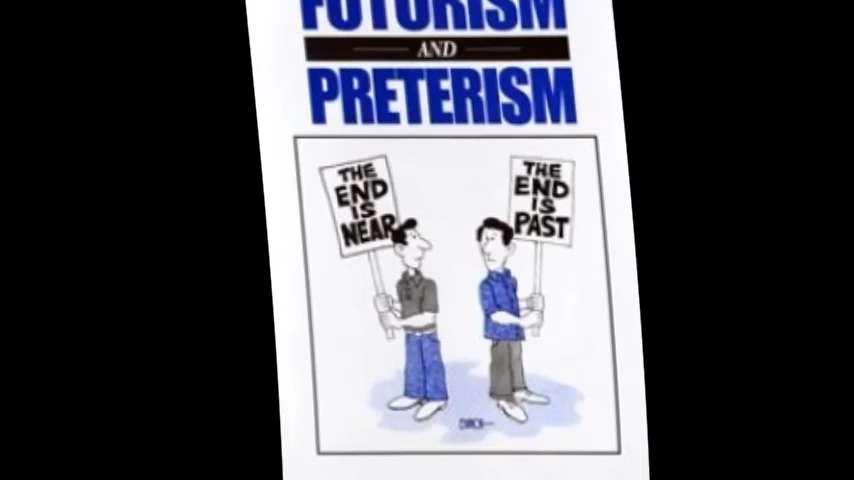 FUTURISM
AND
PRETERISM
THE
END
IS
NEAR
THE
END
IS
PAST